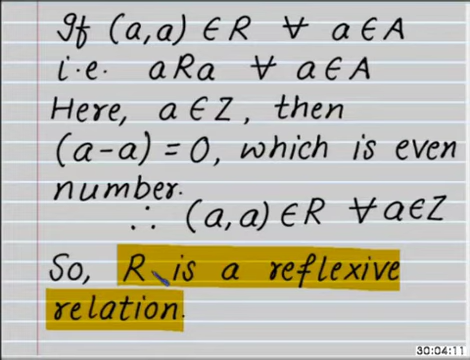 If (a,a) ∈ R ∀ a ∈ A
i.e. aRa ∀ a ∈ A
Here, a ∈ Z, then
(a-a) = 0, which is even
number.
∴ (a,a) ∈ R ∀ a ∈ Z
So, R is a reflexive
relation.
30:04:11